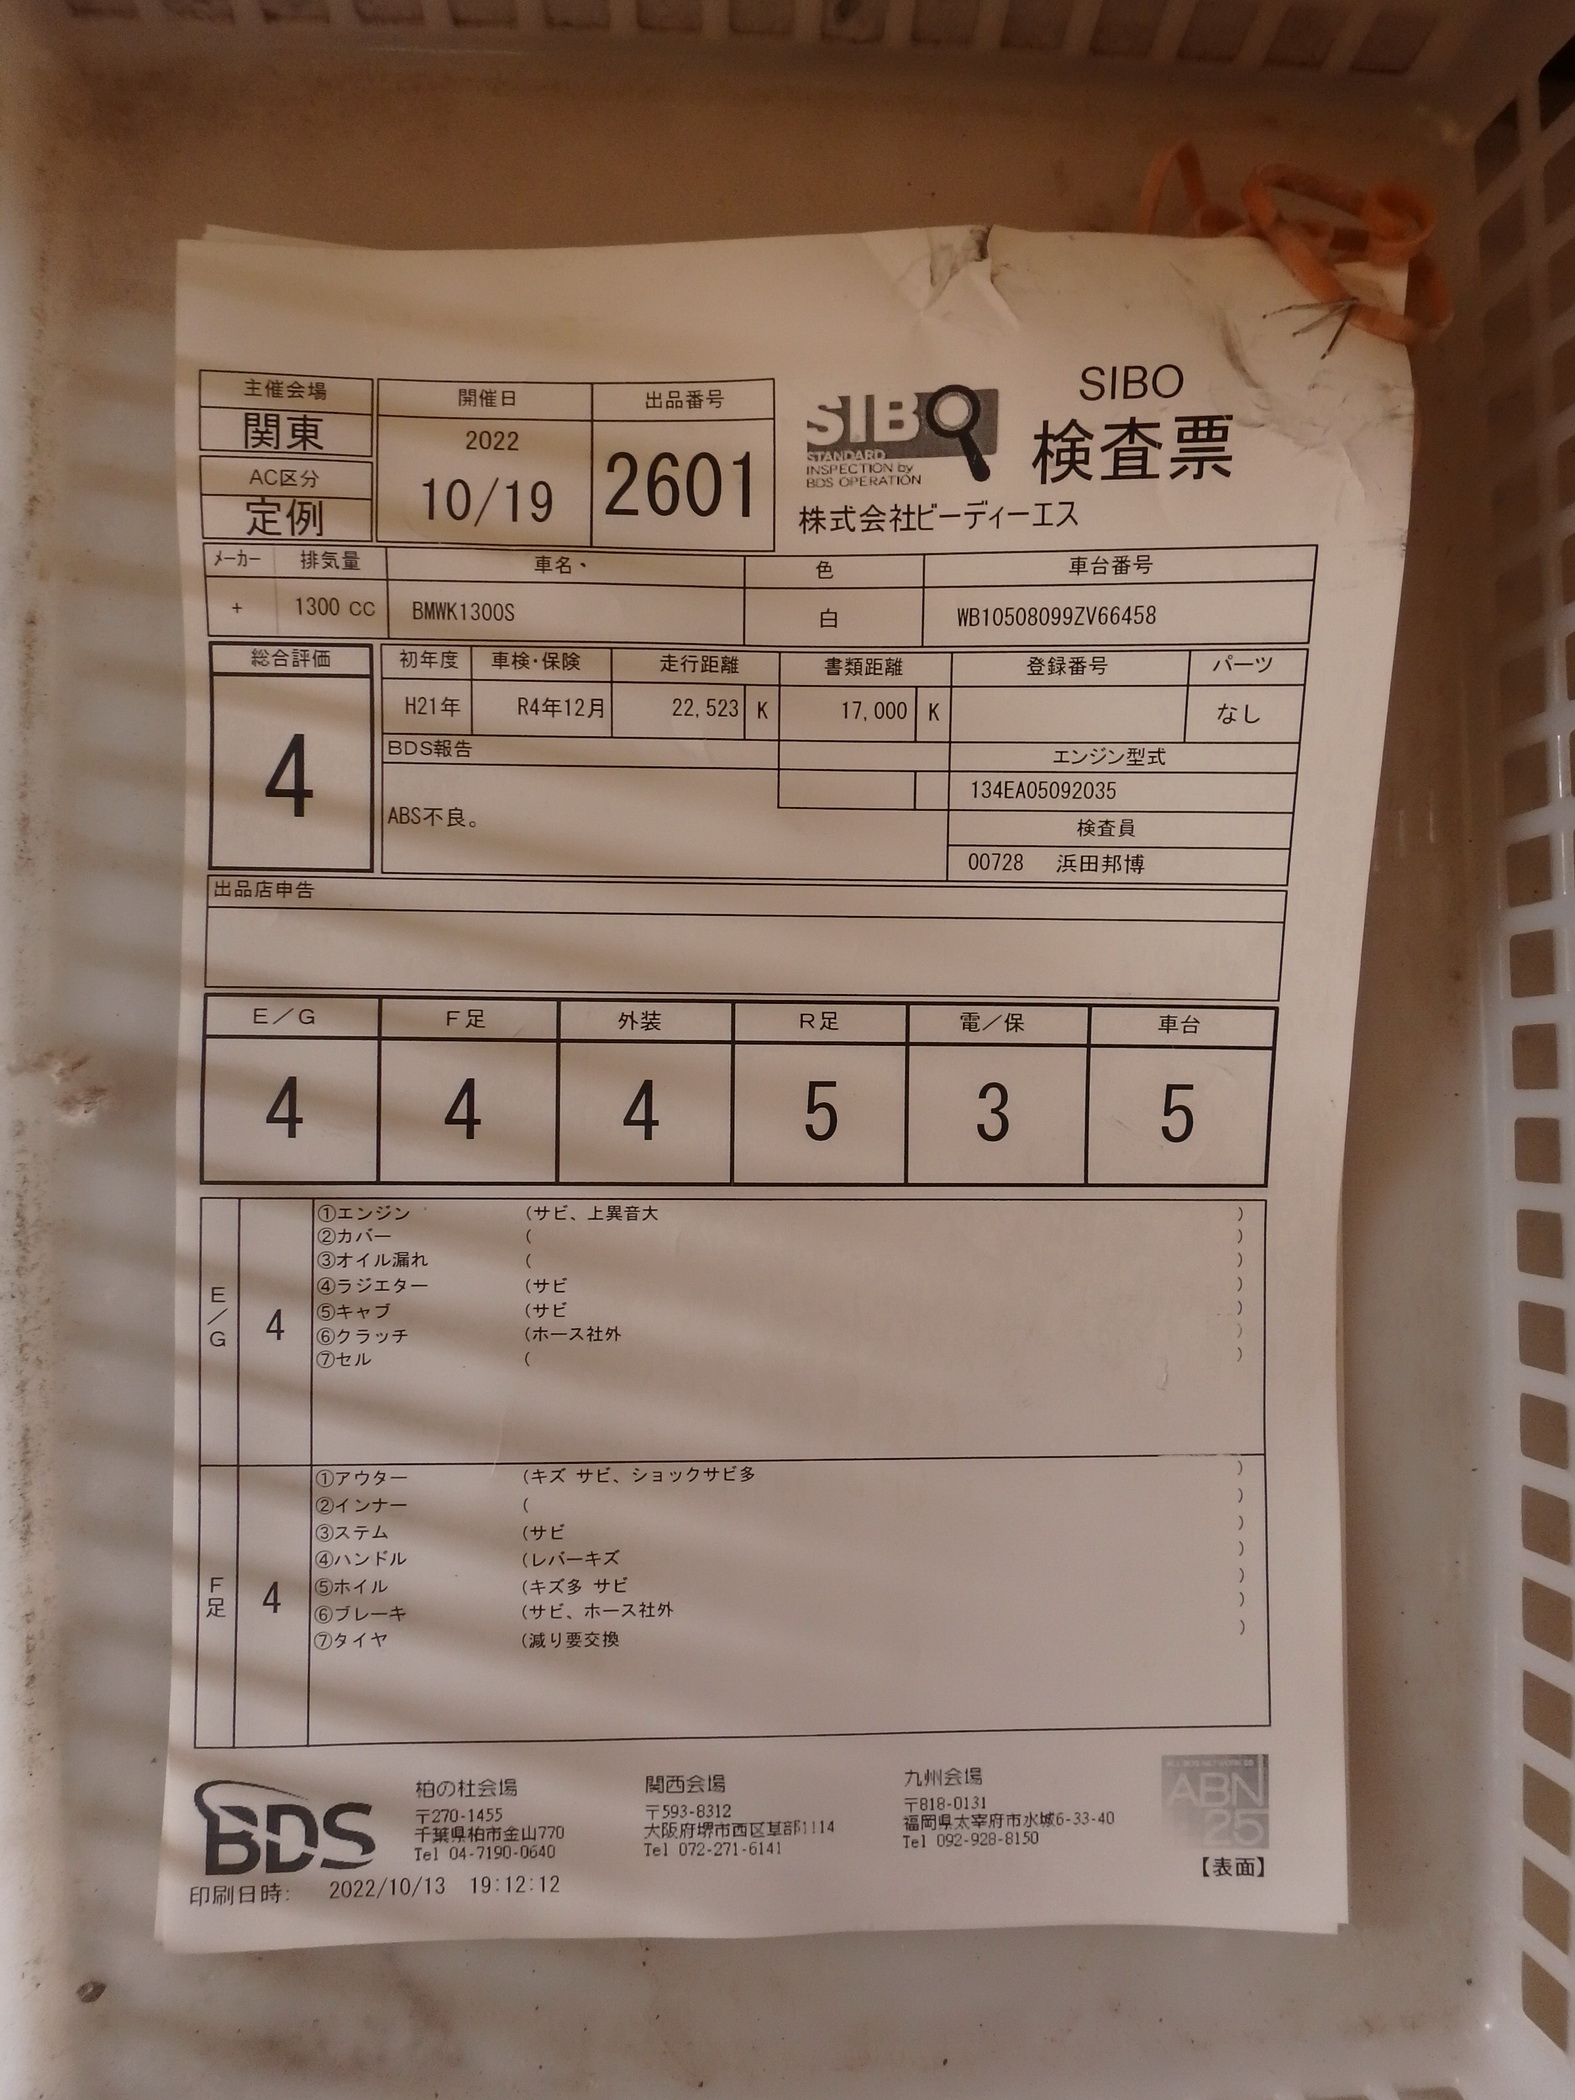 主催会場
関東
AC区分
定例
開催日
2022
10/19
出品番号
2601
SIBO
STANDARD
INSPECTION by
BDS OPERATION
株式会社ビーディーエス
SIBO
検査票
メーカー 排気量 車名・ 色 車台番号
+ 1300 CC BMWK1300S 白 WB10508099ZV66458
総合評価
4
初年度 車検・保険 走行距離 書類距離 登録番号 パーツ
H21年 R4年12月 22,523 K 17,000 K なし
BDS報告
ABS不良。
エンジン型式
134EA05092035
検査員
00728 浜田邦博
出品店申告
E/G F足 外装 R足 電/保 車台
4 4 4 5 3 5
E/G
4
①エンジン (サビ、上異音大 )
②カバー ( )
③オイル漏れ ( )
④ラジエター (サビ )
⑤キャブ (サビ )
⑥クラッチ (ホース社外 )
⑦セル ( )
F足
4
①アウター (キズ サビ、ショックサビ多 )
②インナー ( )
③ステム (サビ )
④ハンドル (レバーキズ )
⑤ホイル (キズ多 サビ )
⑥ブレーキ (サビ、ホース社外 )
⑦タイヤ (減り要交換 )
BDS
柏の杜会場
〒270-1455
千葉県柏市金山770
Tel 04-7190-0640
関西会場
〒593-8312
大阪府堺市西区草部1114
Tel 072-271-6141
九州会場
〒818-0131
福岡県太宰府市水城6-33-40
Tel 092-928-8150
ABN
25
【表面】
印刷日時: 2022/10/13 19:12:12